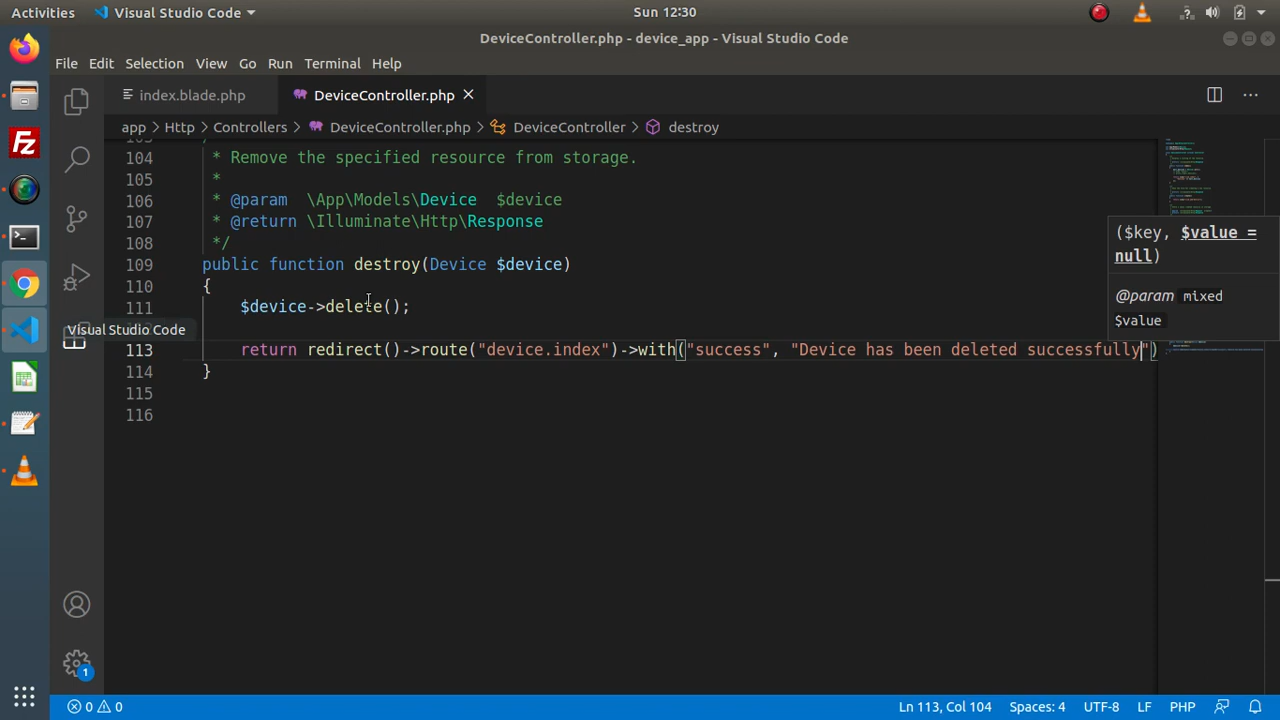 Activities
Visual Studio Code
Sun 12:30
DeviceController.php - device_app - Visual Studio Code
File Edit Selection View Go Run Terminal Help
index.blade.php
DeviceController.php
app > Http > Controllers > DeviceController.php > DeviceController > destroy
104 * Remove the specified resource from storage.
105 *
106 * @param \App\Models\Device $device
107 * @return \Illuminate\Http\Response
108 */
109 public function destroy(Device $device)
110 {
111 $device->delete();
Visual Studio Code
113 return redirect()->route("device.index")->with("success", "Device has been deleted successfully")
114 }
115
116
($key, $value =
null)
@param mixed
$value
1
0 0
Ln 113, Col 104
Spaces: 4
UTF-8
LF
PHP